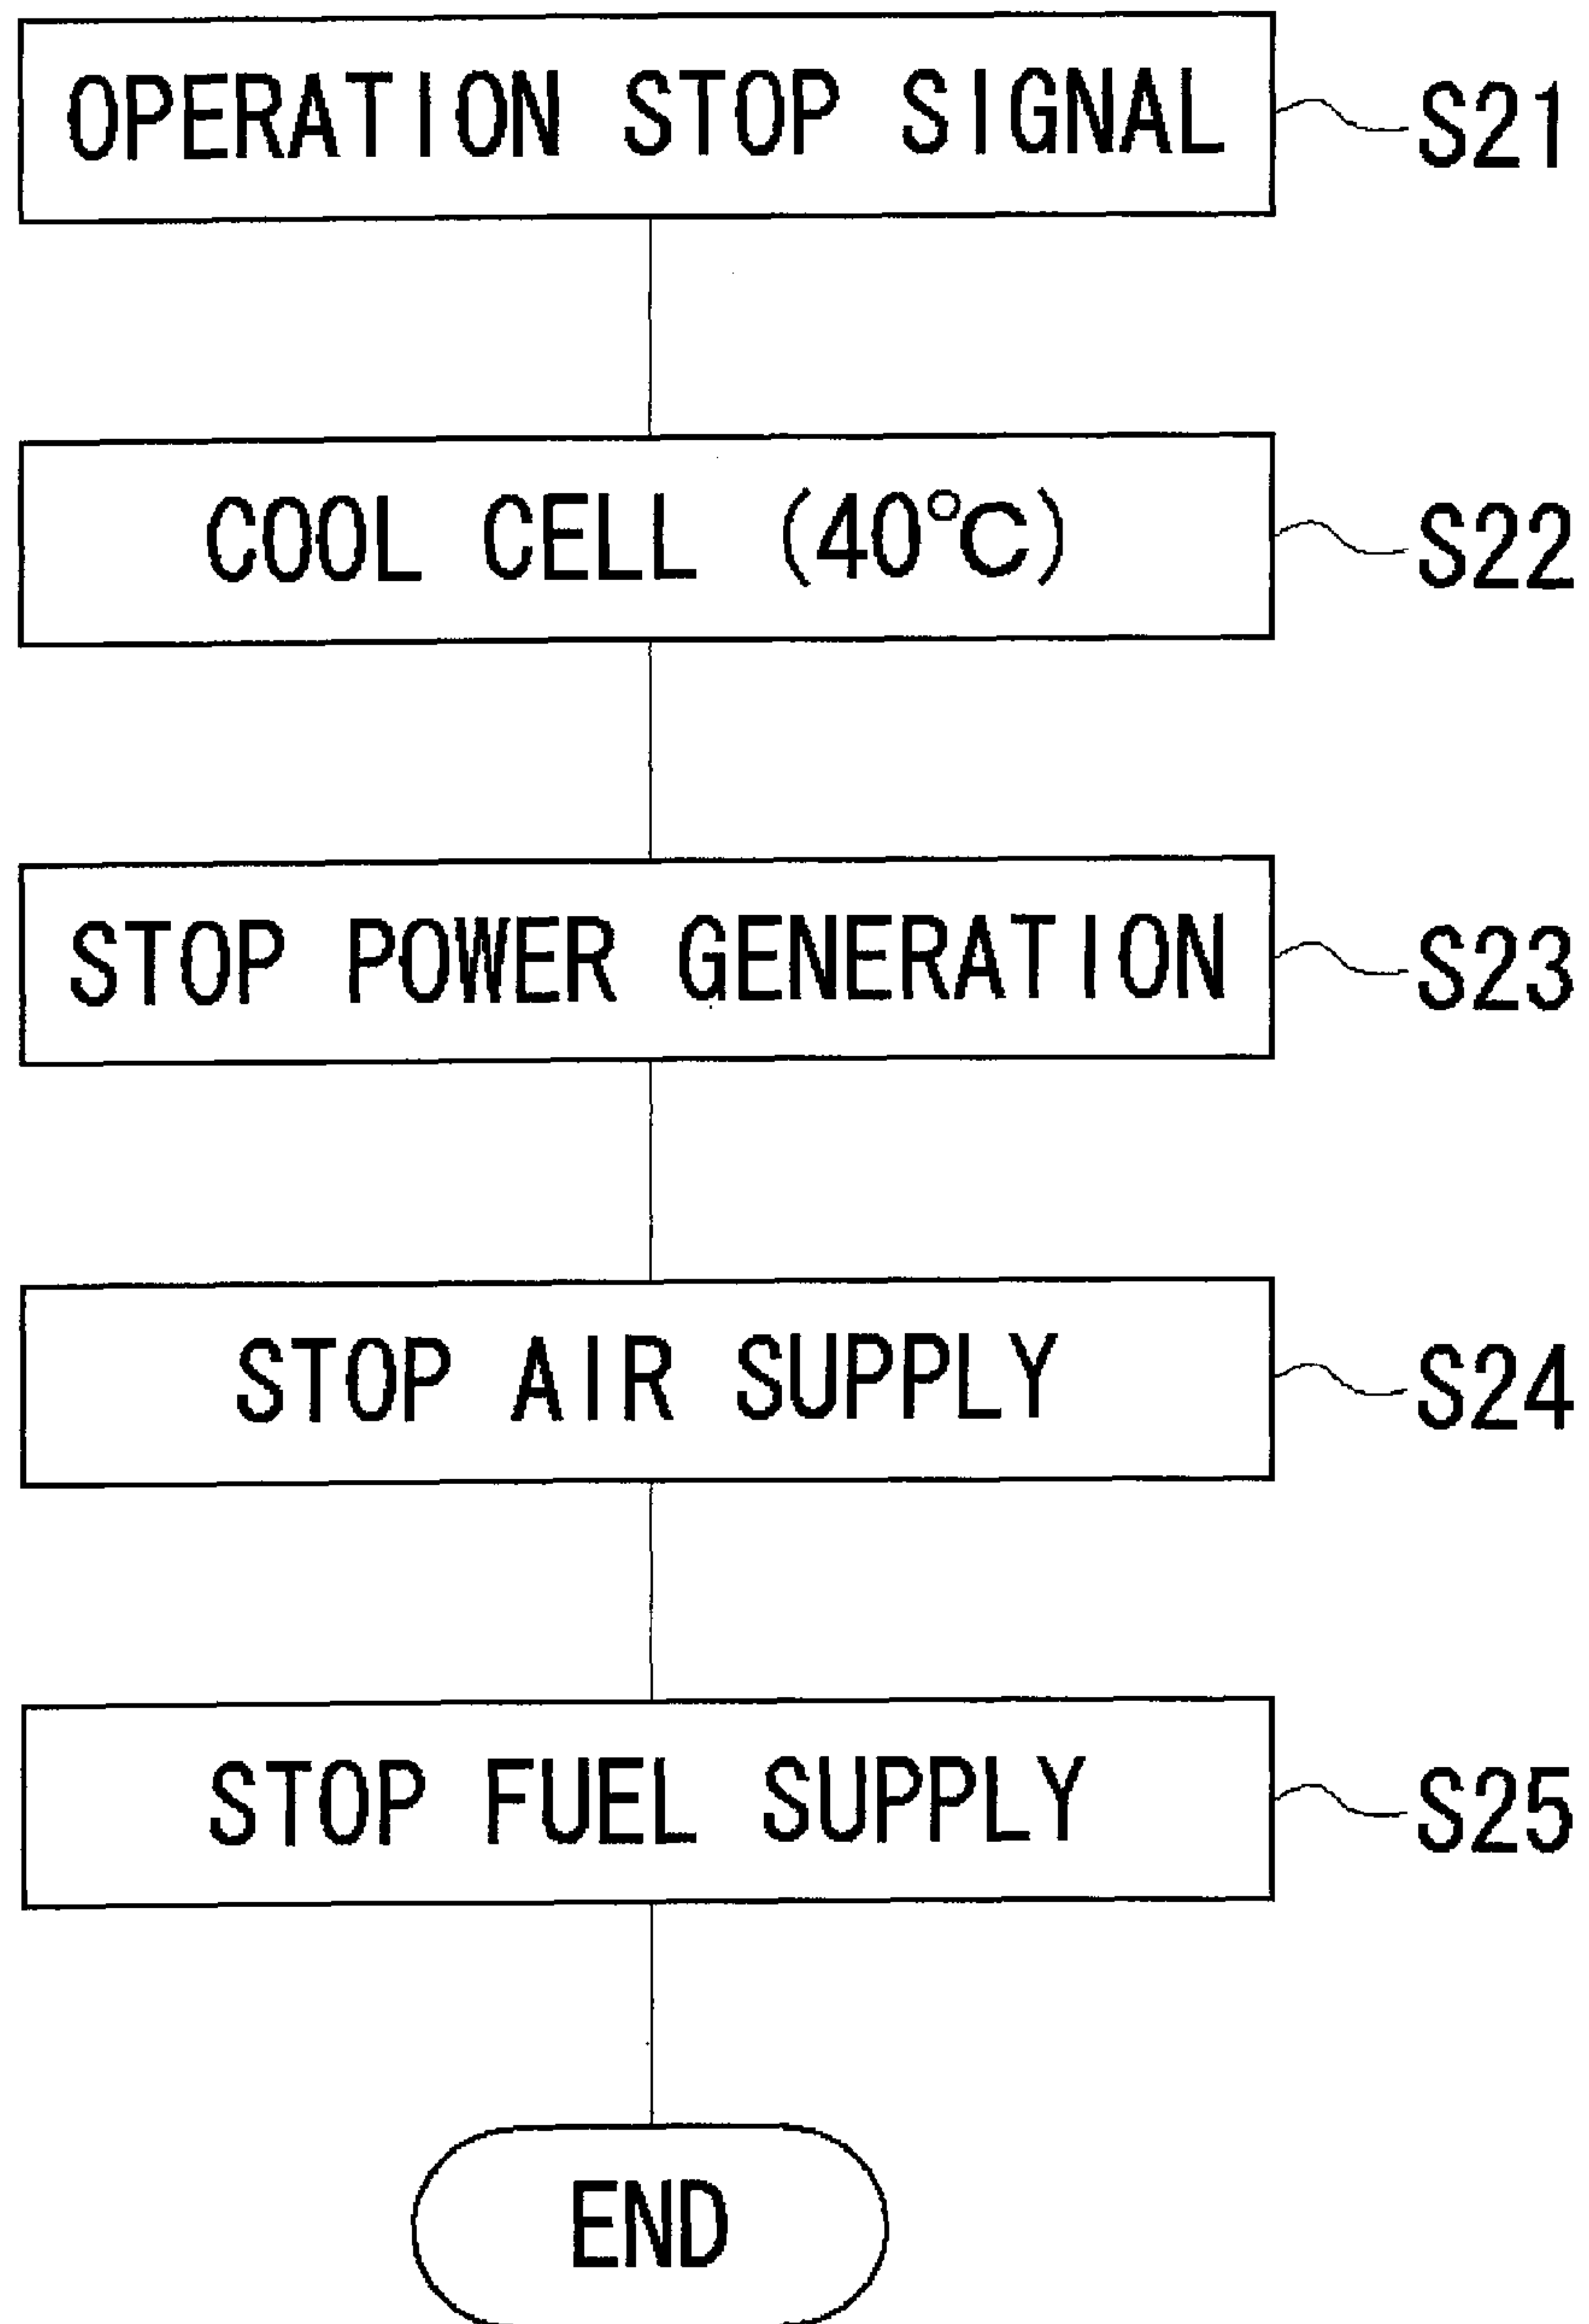 OPERATION STOP SIGNAL S21
COOL CELL (40℃) S22
STOP POWER GENERATION S23
STOP AIR SUPPLY S24
STOP FUEL SUPPLY S25
END